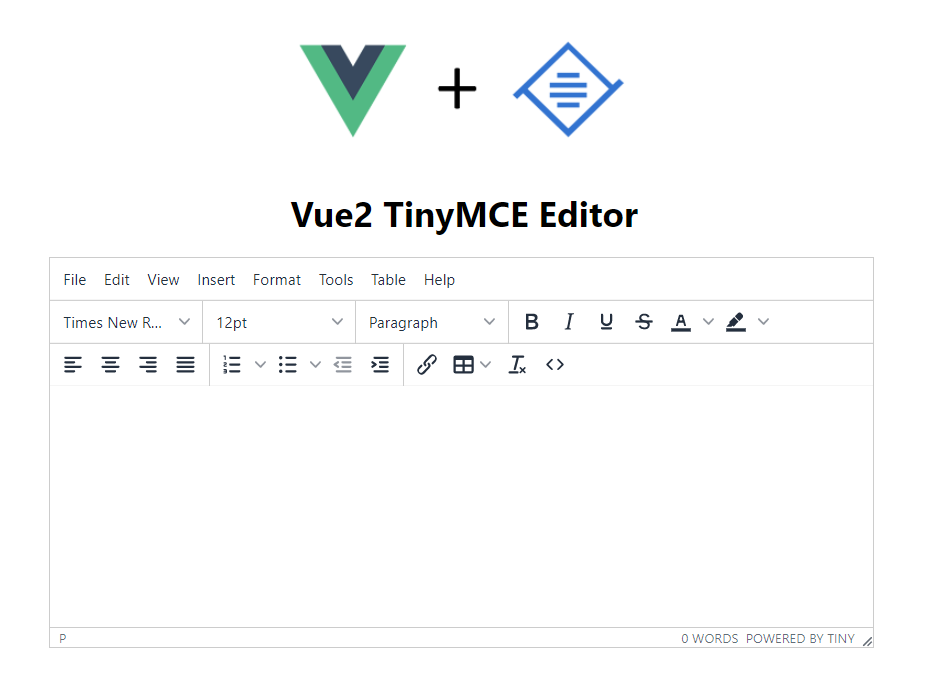 Vue2 TinyMCE Editor
File Edit View Insert Format Tools Table Help
Times New R... 12pt Paragraph B I U S A
P 0 WORDS POWERED BY TINY